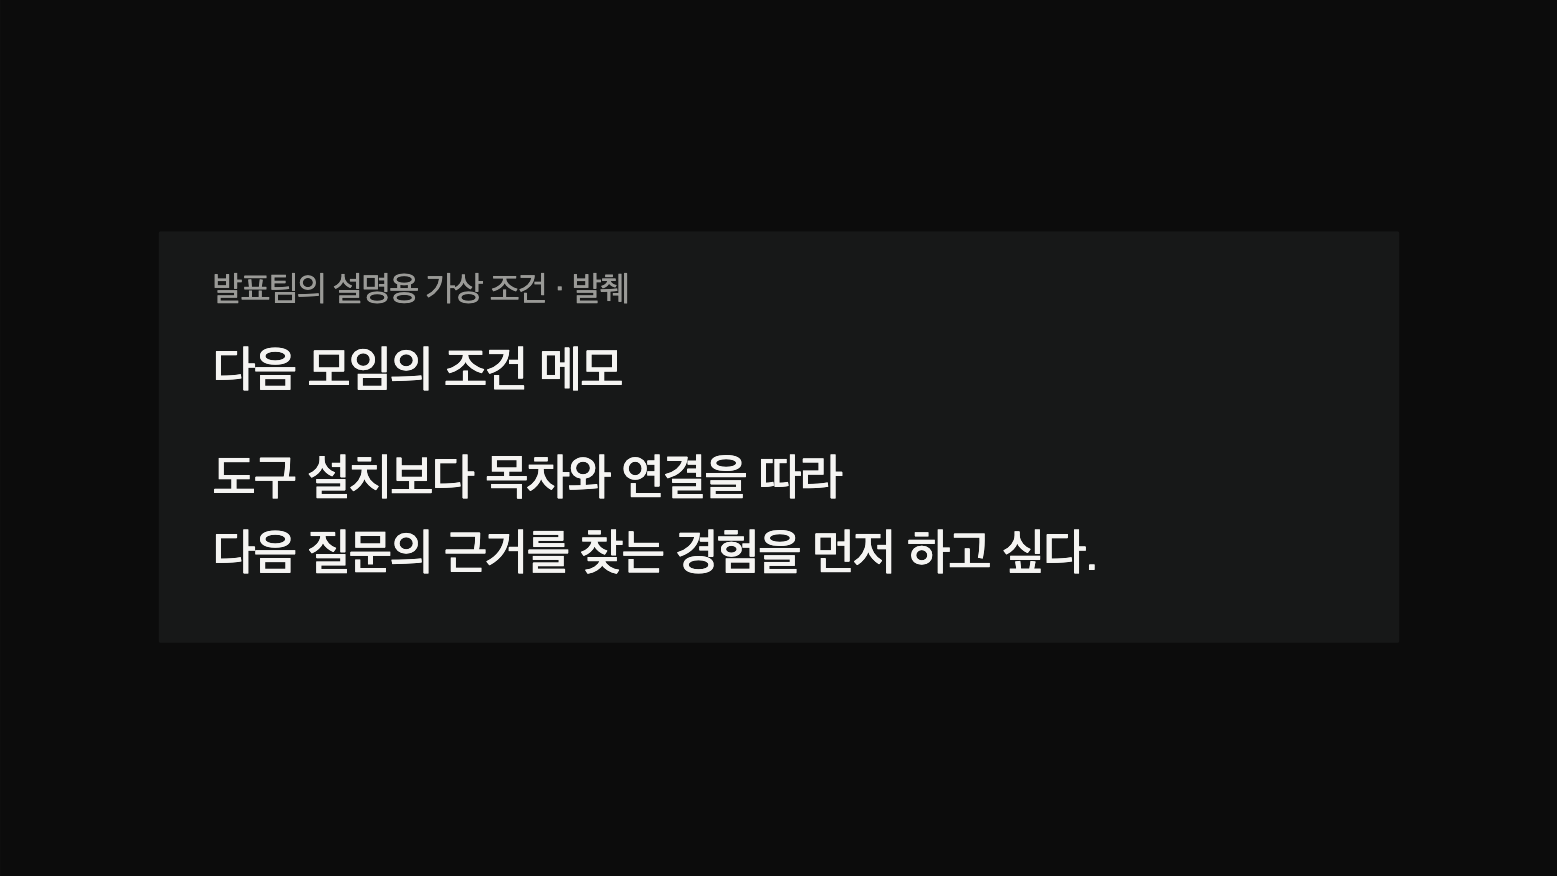 발표팀의 설명용 가상 조건 · 발췌
다음 모임의 조건 메모
도구 설치보다 목차와 연결을 따라
다음 질문의 근거를 찾는 경험을 먼저 하고 싶다.